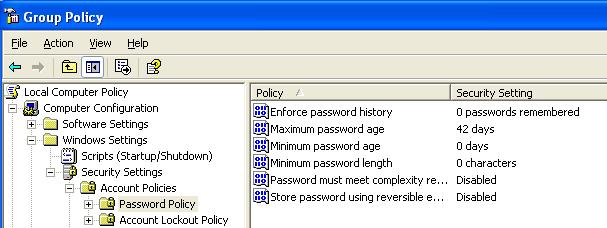 Group Policy
File Action View Help
Local Computer Policy
Computer Configuration
Software Settings
Windows Settings
Scripts (Startup/Shutdown)
Security Settings
Account Policies
Password Policy
Account Lockout Policy
Policy Security Setting
Enforce password history 0 passwords remembered
Maximum password age 42 days
Minimum password age 0 days
Minimum password length 0 characters
Password must meet complexity re... Disabled
Store password using reversible e... Disabled